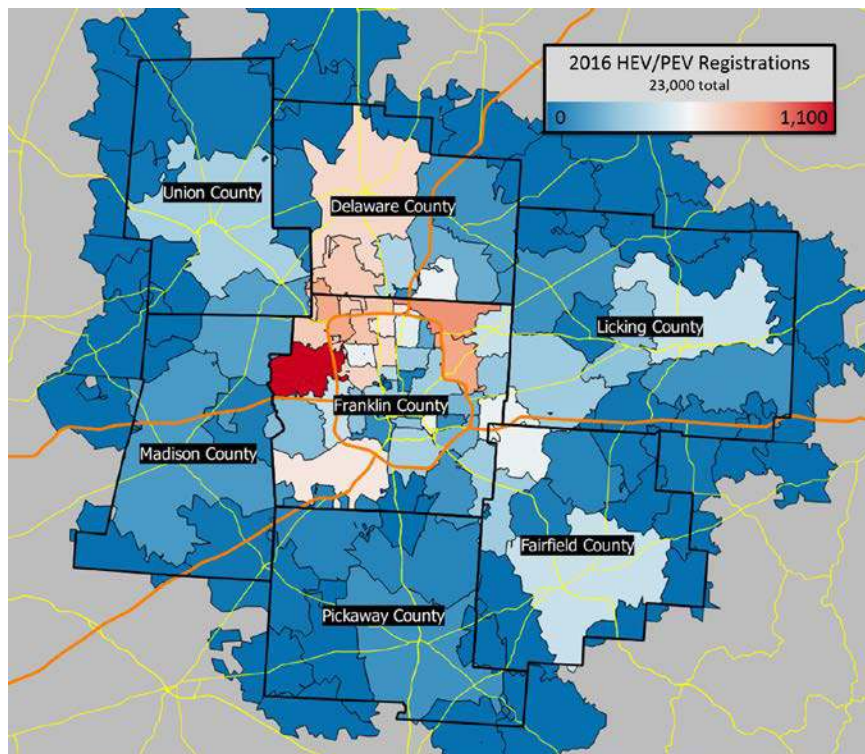 2016 HEV/PEV Registrations
23,000 total
0
1,100
Union County
Delaware County
Licking County
Franklin County
Madison County
Fairfield County
Pickaway County